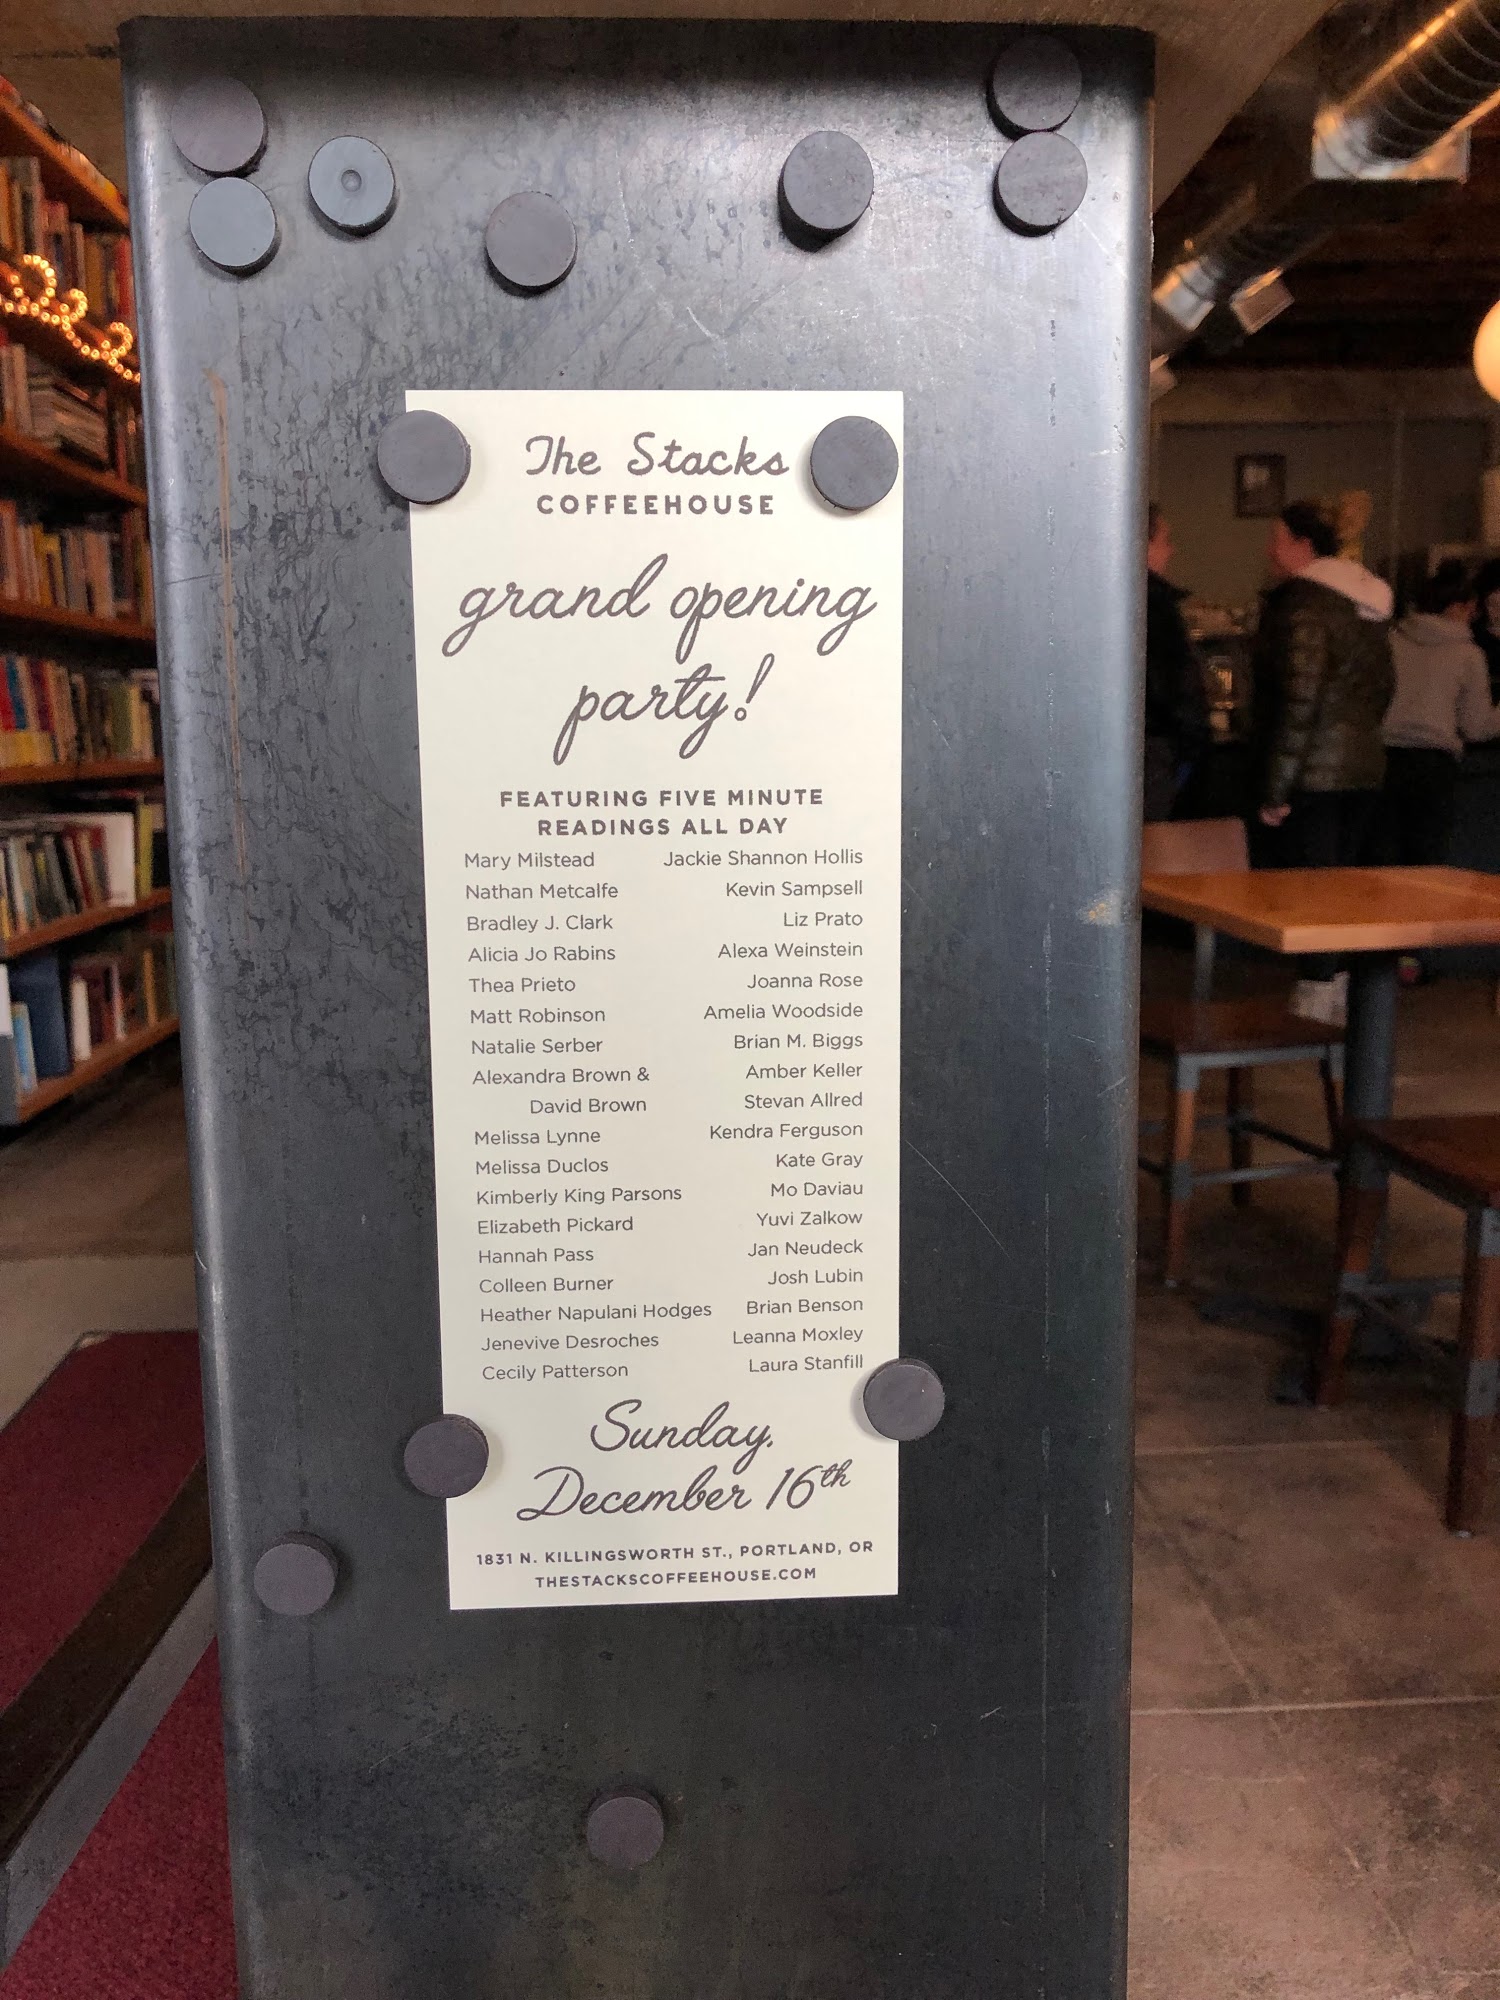 The Stacks
COFFEEHOUSE
grand opening
party!
FEATURING FIVE MINUTE
READINGS ALL DAY
Mary Milstead
Nathan Metcalfe
Bradley J. Clark
Alicia Jo Rabins
Thea Prieto
Matt Robinson
Natalie Serber
Alexandra Brown &
David Brown
Melissa Lynne
Melissa Duclos
Kimberly King Parsons
Elizabeth Pickard
Hannah Pass
Colleen Burner
Heather Napulani Hodges
Jenevive Desroches
Cecily Patterson
Jackie Shannon Hollis
Kevin Sampsell
Liz Prato
Alexa Weinstein
Joanna Rose
Amelia Woodside
Brian M. Biggs
Amber Keller
Stevan Allred
Kendra Ferguson
Kate Gray
Mo Daviau
Yuvi Zalkow
Jan Neudeck
Josh Lubin
Brian Benson
Leanna Moxley
Laura Stanfill
Sunday,
December 16th
1831 N. KILLINGSWORTH ST., PORTLAND, OR
THESTACKSCOFFEEHOUSE.COM